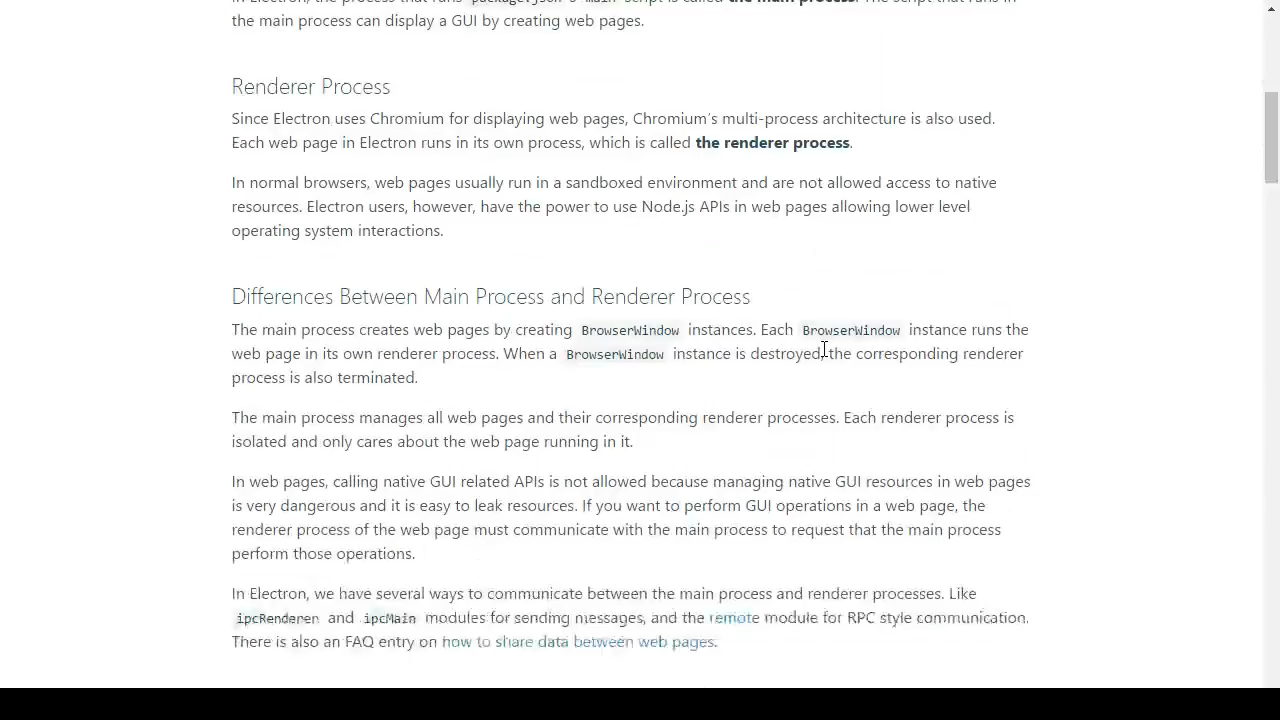 In Electron, the process that runs package.json's main script is called the main process. The script that runs in
the main process can display a GUI by creating web pages.
Renderer Process
Since Electron uses Chromium for displaying web pages, Chromium's multi-process architecture is also used.
Each web page in Electron runs in its own process, which is called the renderer process.
In normal browsers, web pages usually run in a sandboxed environment and are not allowed access to native
resources. Electron users, however, have the power to use Node.js APIs in web pages allowing lower level
operating system interactions.
Differences Between Main Process and Renderer Process
The main process creates web pages by creating BrowserWindow instances. Each BrowserWindow instance runs the
web page in its own renderer process. When a BrowserWindow instance is destroyed, the corresponding renderer
process is also terminated.
The main process manages all web pages and their corresponding renderer processes. Each renderer process is
isolated and only cares about the web page running in it.
In web pages, calling native GUI related APIs is not allowed because managing native GUI resources in web pages
is very dangerous and it is easy to leak resources. If you want to perform GUI operations in a web page, the
renderer process of the web page must communicate with the main process to request that the main process
perform those operations.
In Electron, we have several ways to communicate between the main process and renderer processes. Like
ipcRenderer and ipcMain modules for sending messages, and the remote module for RPC style communication.
There is also an FAQ entry on how to share data between web pages.